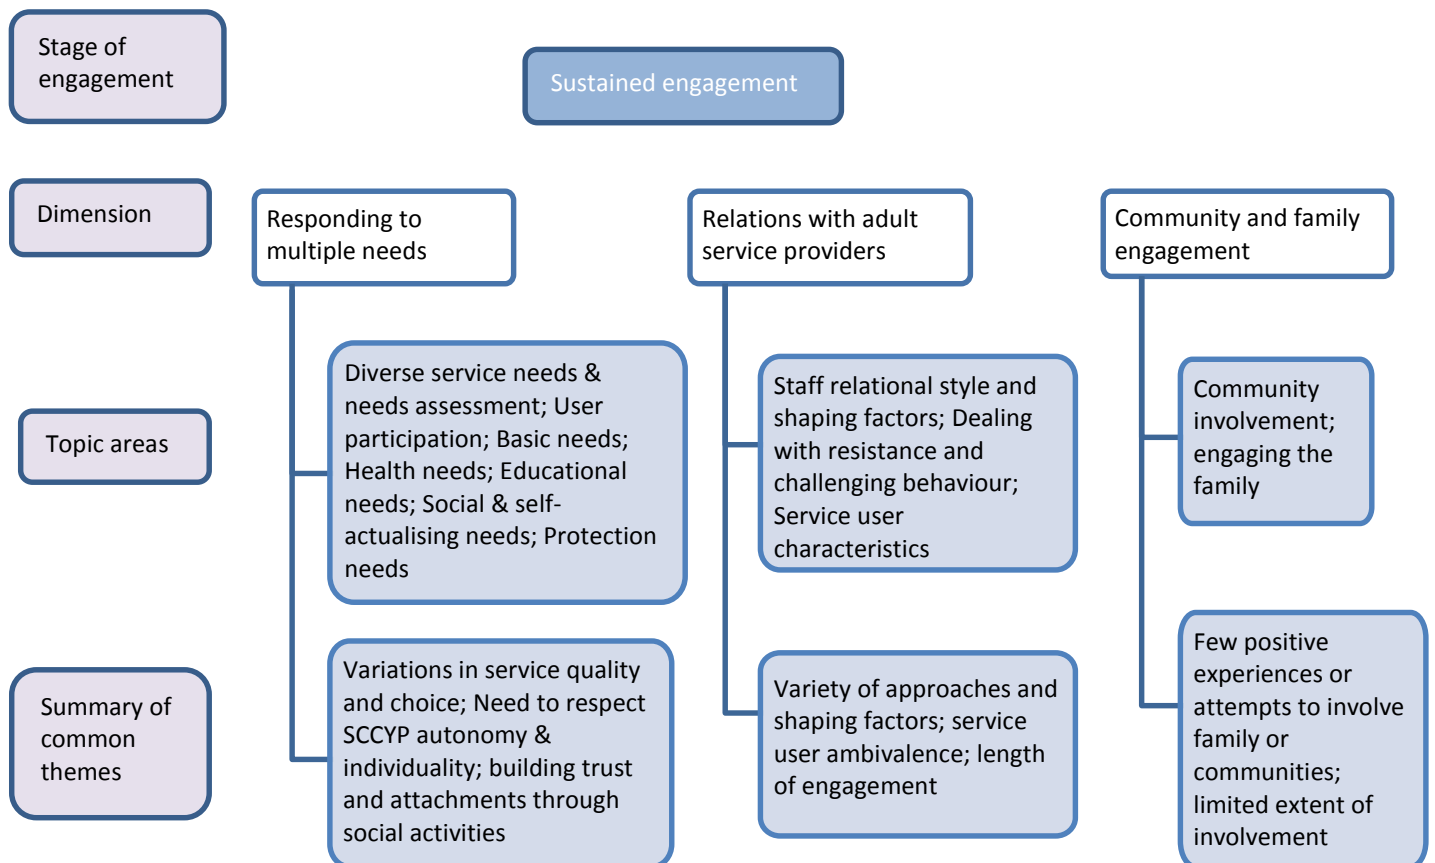 Stage of
engagement
Sustained engagement
Dimension
Responding to
multiple needs
Relations with adult
service providers
Community and family
engagement
Topic areas
Diverse service needs &
needs assessment; User
participation; Basic needs;
Health needs; Educational
needs; Social & self-
actualising needs; Protection
needs
Staff relational style and
shaping factors; Dealing
with resistance and
challenging behaviour;
Service user
characteristics
Community
involvement;
engaging the
family
Summary of
common
themes
Variations in service quality
and choice; Need to respect
SCCYP autonomy &
individuality; building trust
and attachments through
social activities
Variety of approaches and
shaping factors; service
user ambivalence; length
of engagement
Few positive
experiences or
attempts to involve
family or
communities;
limited extent of
involvement